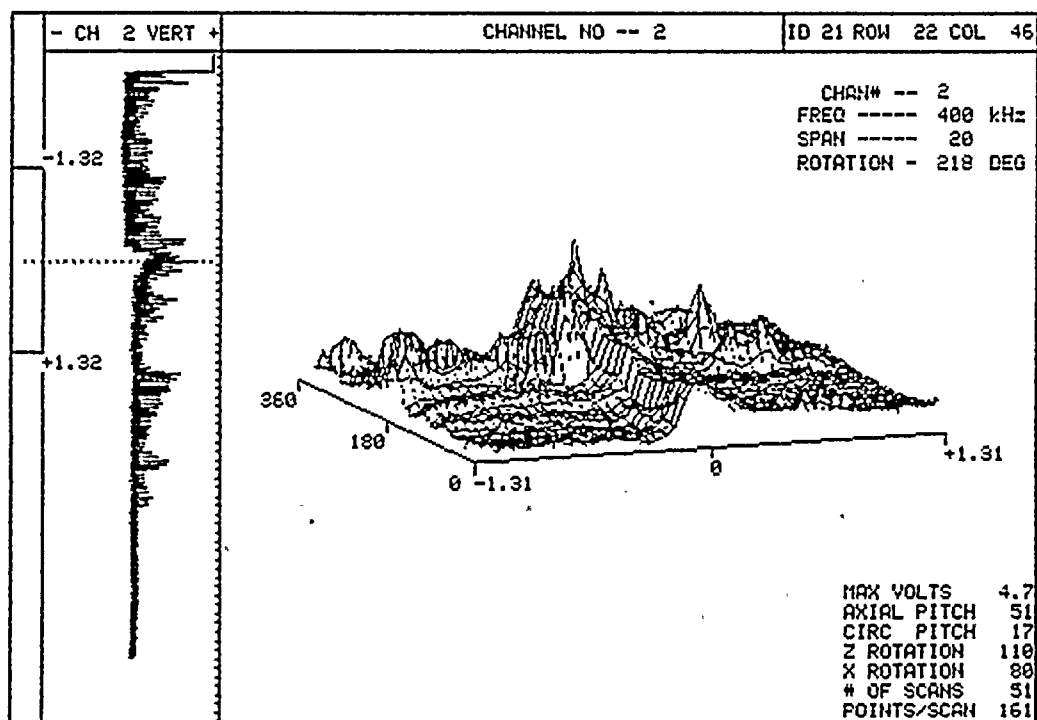 - CH 2 VERT +
CHANNEL NO -- 2
ID 21 ROW 22 COL 46
CHAN# -- 2
FREQ ----- 400 kHz
SPAN ----- 20
ROTATION - 218 DEG
-1.32
+1.32
360
180
0 -1.31
0
+1.31
MAX VOLTS 4.7
AXIAL PITCH 51
CIRC PITCH 17
Z ROTATION 110
X ROTATION 80
# OF SCANS 51
POINTS/SCAN 161